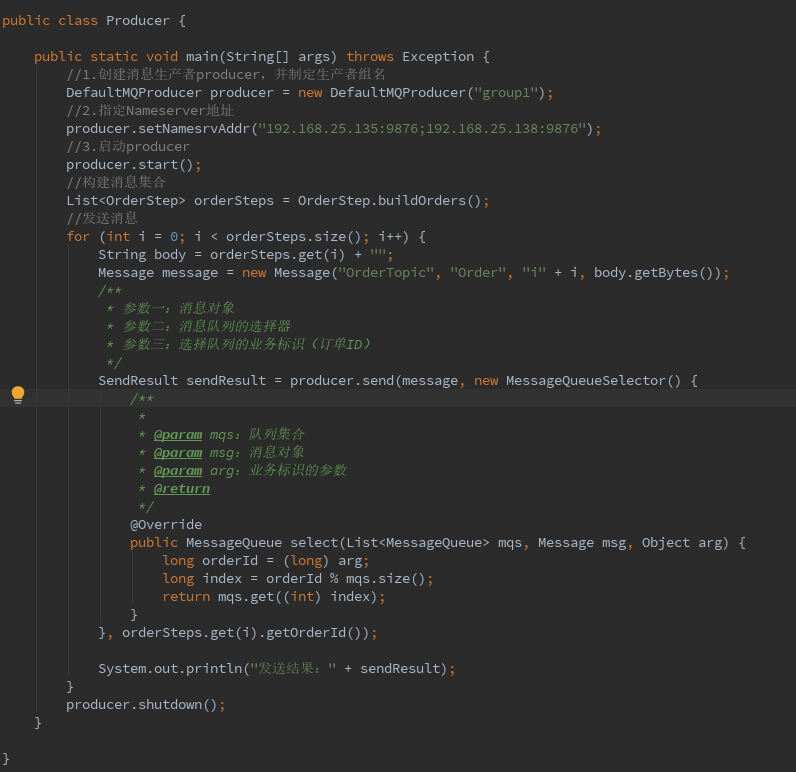 public class Producer {
public static void main(String[] args) throws Exception {
//1.创建消息生产者producer，并制定生产者组名
DefaultMQProducer producer = new DefaultMQProducer("group1");
//2.指定Nameserver地址
producer.setNamesrvAddr("192.168.25.135:9876;192.168.25.138:9876");
//3.启动producer
producer.start();
//构建消息集合
List<OrderStep> orderSteps = OrderStep.buildOrders();
//发送消息
for (int i = 0; i < orderSteps.size(); i++) {
String body = orderSteps.get(i) + "";
Message message = new Message("OrderTopic", "Order", "i" + i, body.getBytes());
/**
* 参数一：消息对象
* 参数二：消息队列的选择器
* 参数三：选择队列的业务标识（订单ID）
*/
SendResult sendResult = producer.send(message, new MessageQueueSelector() {
/**
*
* @param mqs：队列集合
* @param msg：消息对象
* @param arg：业务标识的参数
* @return
*/
@Override
public MessageQueue select(List<MessageQueue> mqs, Message msg, Object arg) {
long orderId = (long) arg;
long index = orderId % mqs.size();
return mqs.get((int) index);
}
}, orderSteps.get(i).getOrderId());
System.out.println("发送结果：" + sendResult);
}
producer.shutdown();
}
}